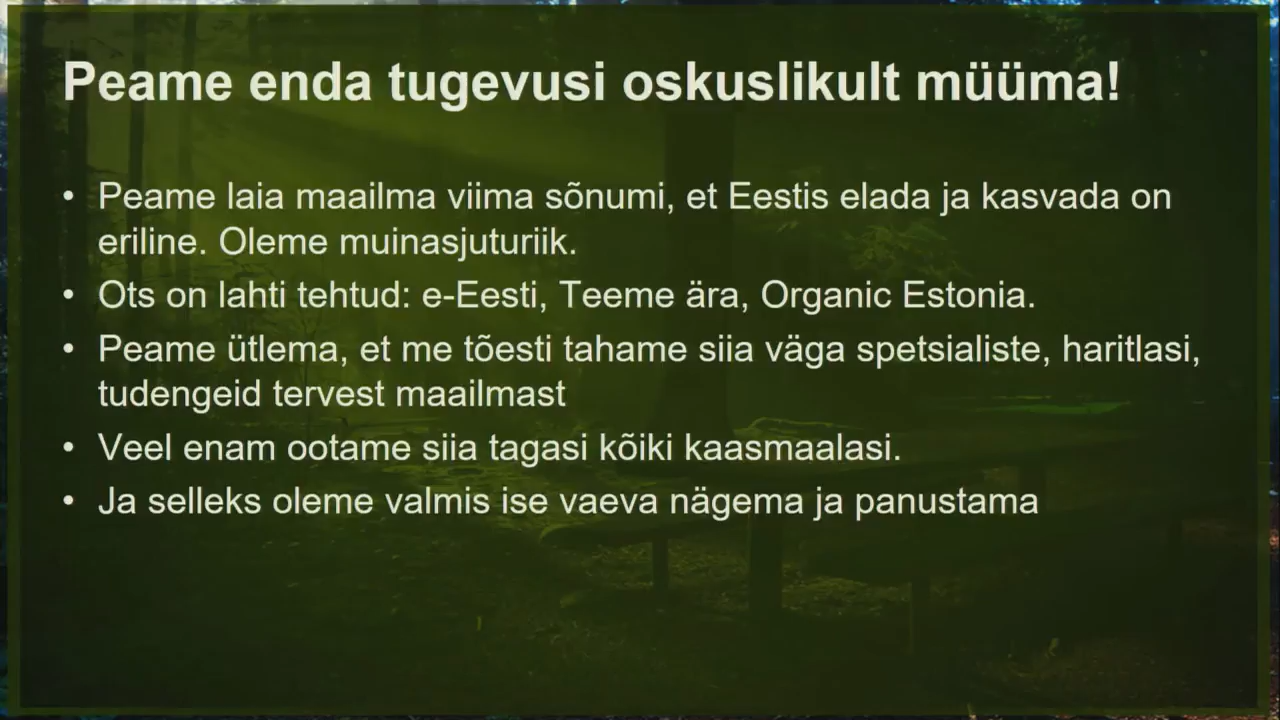 Peame enda tugevusi oskuslikult müüma!
• Peame laia maailma viima sõnumi, et Eestis elada ja kasvada on
eriline. Oleme muinasjuturiik.
• Ots on lahti tehtud: e-Eesti, Teeme ära, Organic Estonia.
• Peame ütlema, et me tõesti tahame siia väga spetsialiste, haritlasi,
tudengeid tervest maailmast
• Veel enam ootame siia tagasi kõiki kaasmaalasi.
• Ja selleks oleme valmis ise vaeva nägema ja panustama